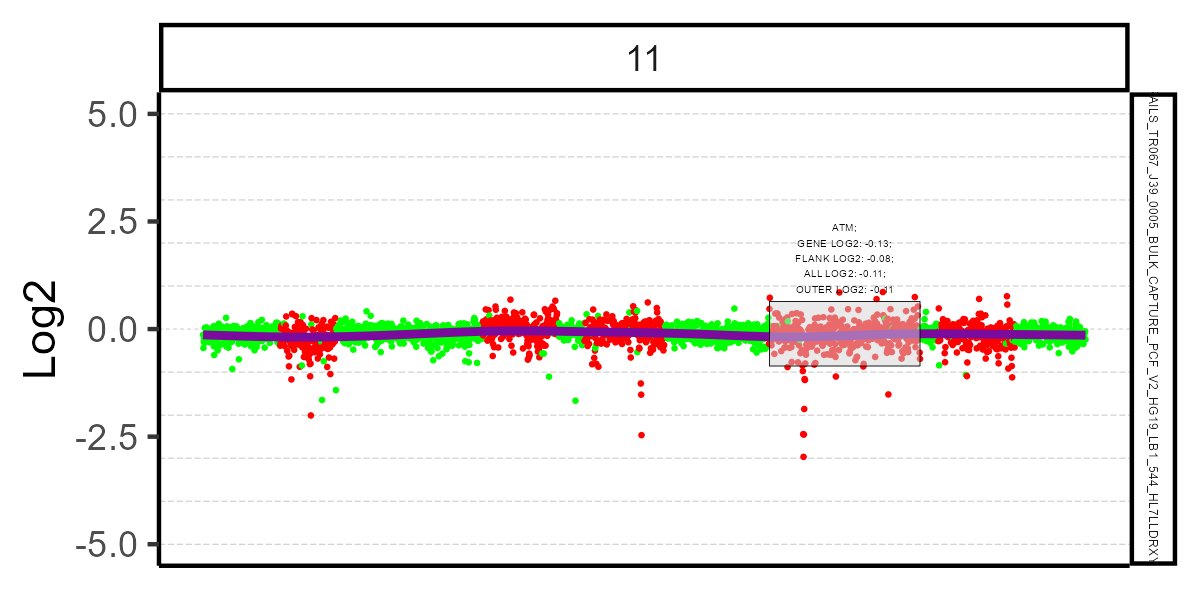 11
5.0
2.5
0.0
-2.5
-5.0
Log2
ATM;
GENE LOG2: -0.13;
FLANK LOG2: -0.08;
ALL LOG2: -0.11;
OUTER LOG2: -0.11
AILS_TR067_J39_0005_BULK_CAPTURE_PCF_V2_HG19_LB1_544_HL7LLDRXY